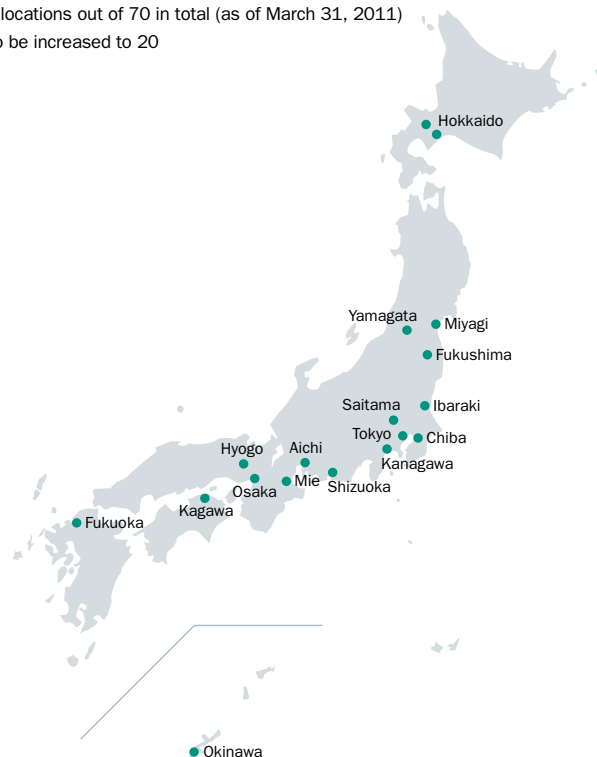 locations out of 70 in total (as of March 31, 2011)
be increased to 20
Hokkaido
Yamagata
Miyagi
Fukushima
Saitama
Ibaraki
Tokyo
Chiba
Kanagawa
Hyogo
Aichi
Osaka
Mie
Shizuoka
Kagawa
Fukuoka
Okinawa